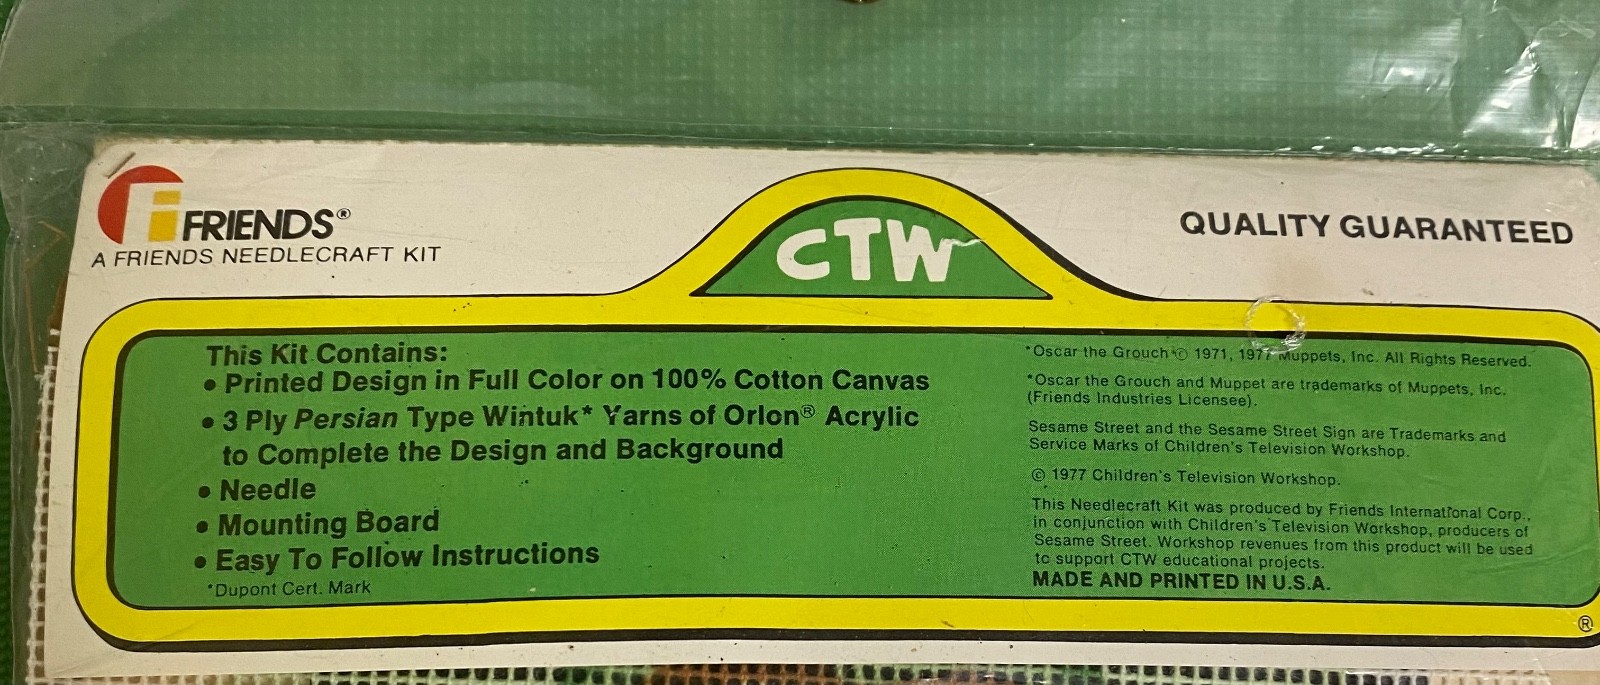 FRIENDS®
A FRIENDS NEEDLECRAFT KIT
CTW
QUALITY GUARANTEED
This Kit Contains:
• Printed Design in Full Color on 100% Cotton Canvas
• 3 Ply Persian Type Wintuk* Yarns of Orlon® Acrylic
to Complete the Design and Background
• Needle
• Mounting Board
• Easy To Follow Instructions
*Dupont Cert. Mark
*Oscar the Grouch © 1971, 1977 Muppets, Inc. All Rights Reserved.
*Oscar the Grouch and Muppet are trademarks of Muppets, Inc.
(Friends Industries Licensee).
Sesame Street and the Sesame Street Sign are Trademarks and
Service Marks of Children's Television Workshop.
© 1977 Children's Television Workshop.
This Needlecraft Kit was produced by Friends International Corp.,
in conjunction with Children's Television Workshop, producers of
Sesame Street. Workshop revenues from this product will be used
to support CTW educational projects.
MADE AND PRINTED IN U.S.A.
®